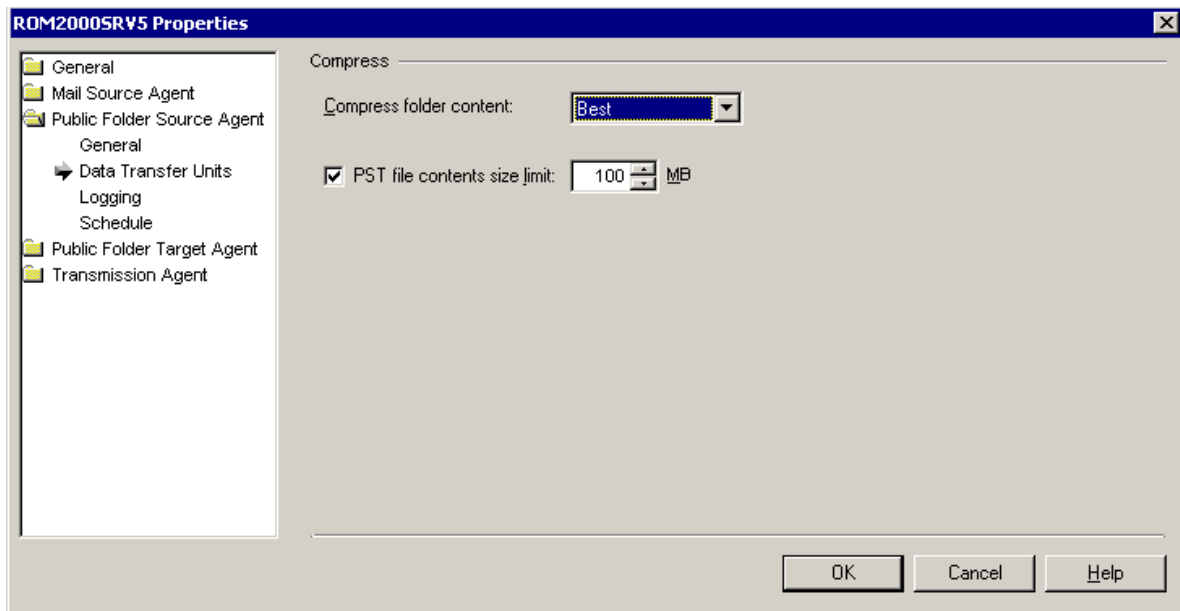 ROM2000SRV5 Properties
General
Mail Source Agent
Public Folder Source Agent
General
Data Transfer Units
Logging
Schedule
Public Folder Target Agent
Transmission Agent
Compress
Compress folder content: Best
PST file contents size limit: 100 MB
OK Cancel Help